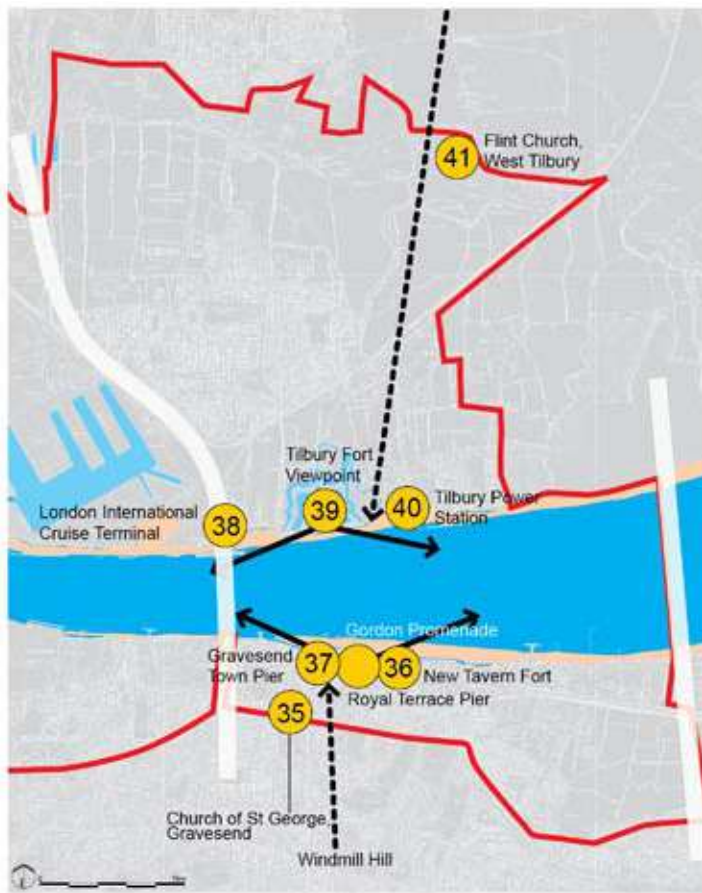 41
Flint Church,
West Tilbury
Tilbury Fort
Viewpoint
London International
Cruise Terminal
38
39
40
Tilbury Power
Station
Gordon Promenade
Gravesend
Town Pier
37
36
New Tavern Fort
Royal Terrace Pier
35
Church of St George,
Gravesend
Windmill Hill